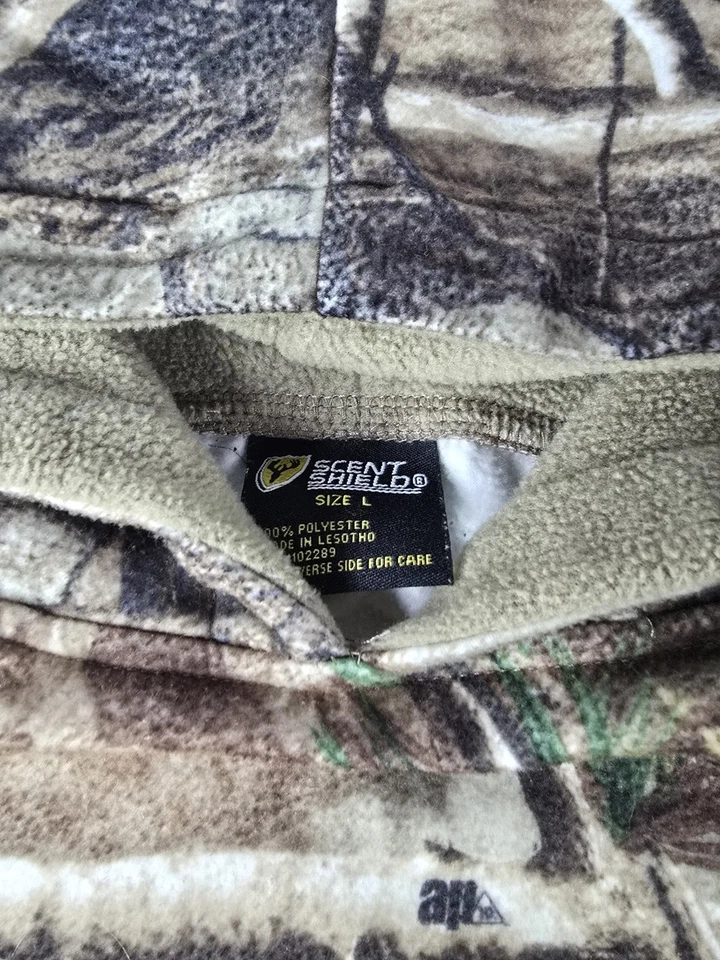 SCENT
SHIELD®
SIZE L
00% POLYESTER
DE IN LESOTHO
102289
VERSE SIDE FOR CARE
ap